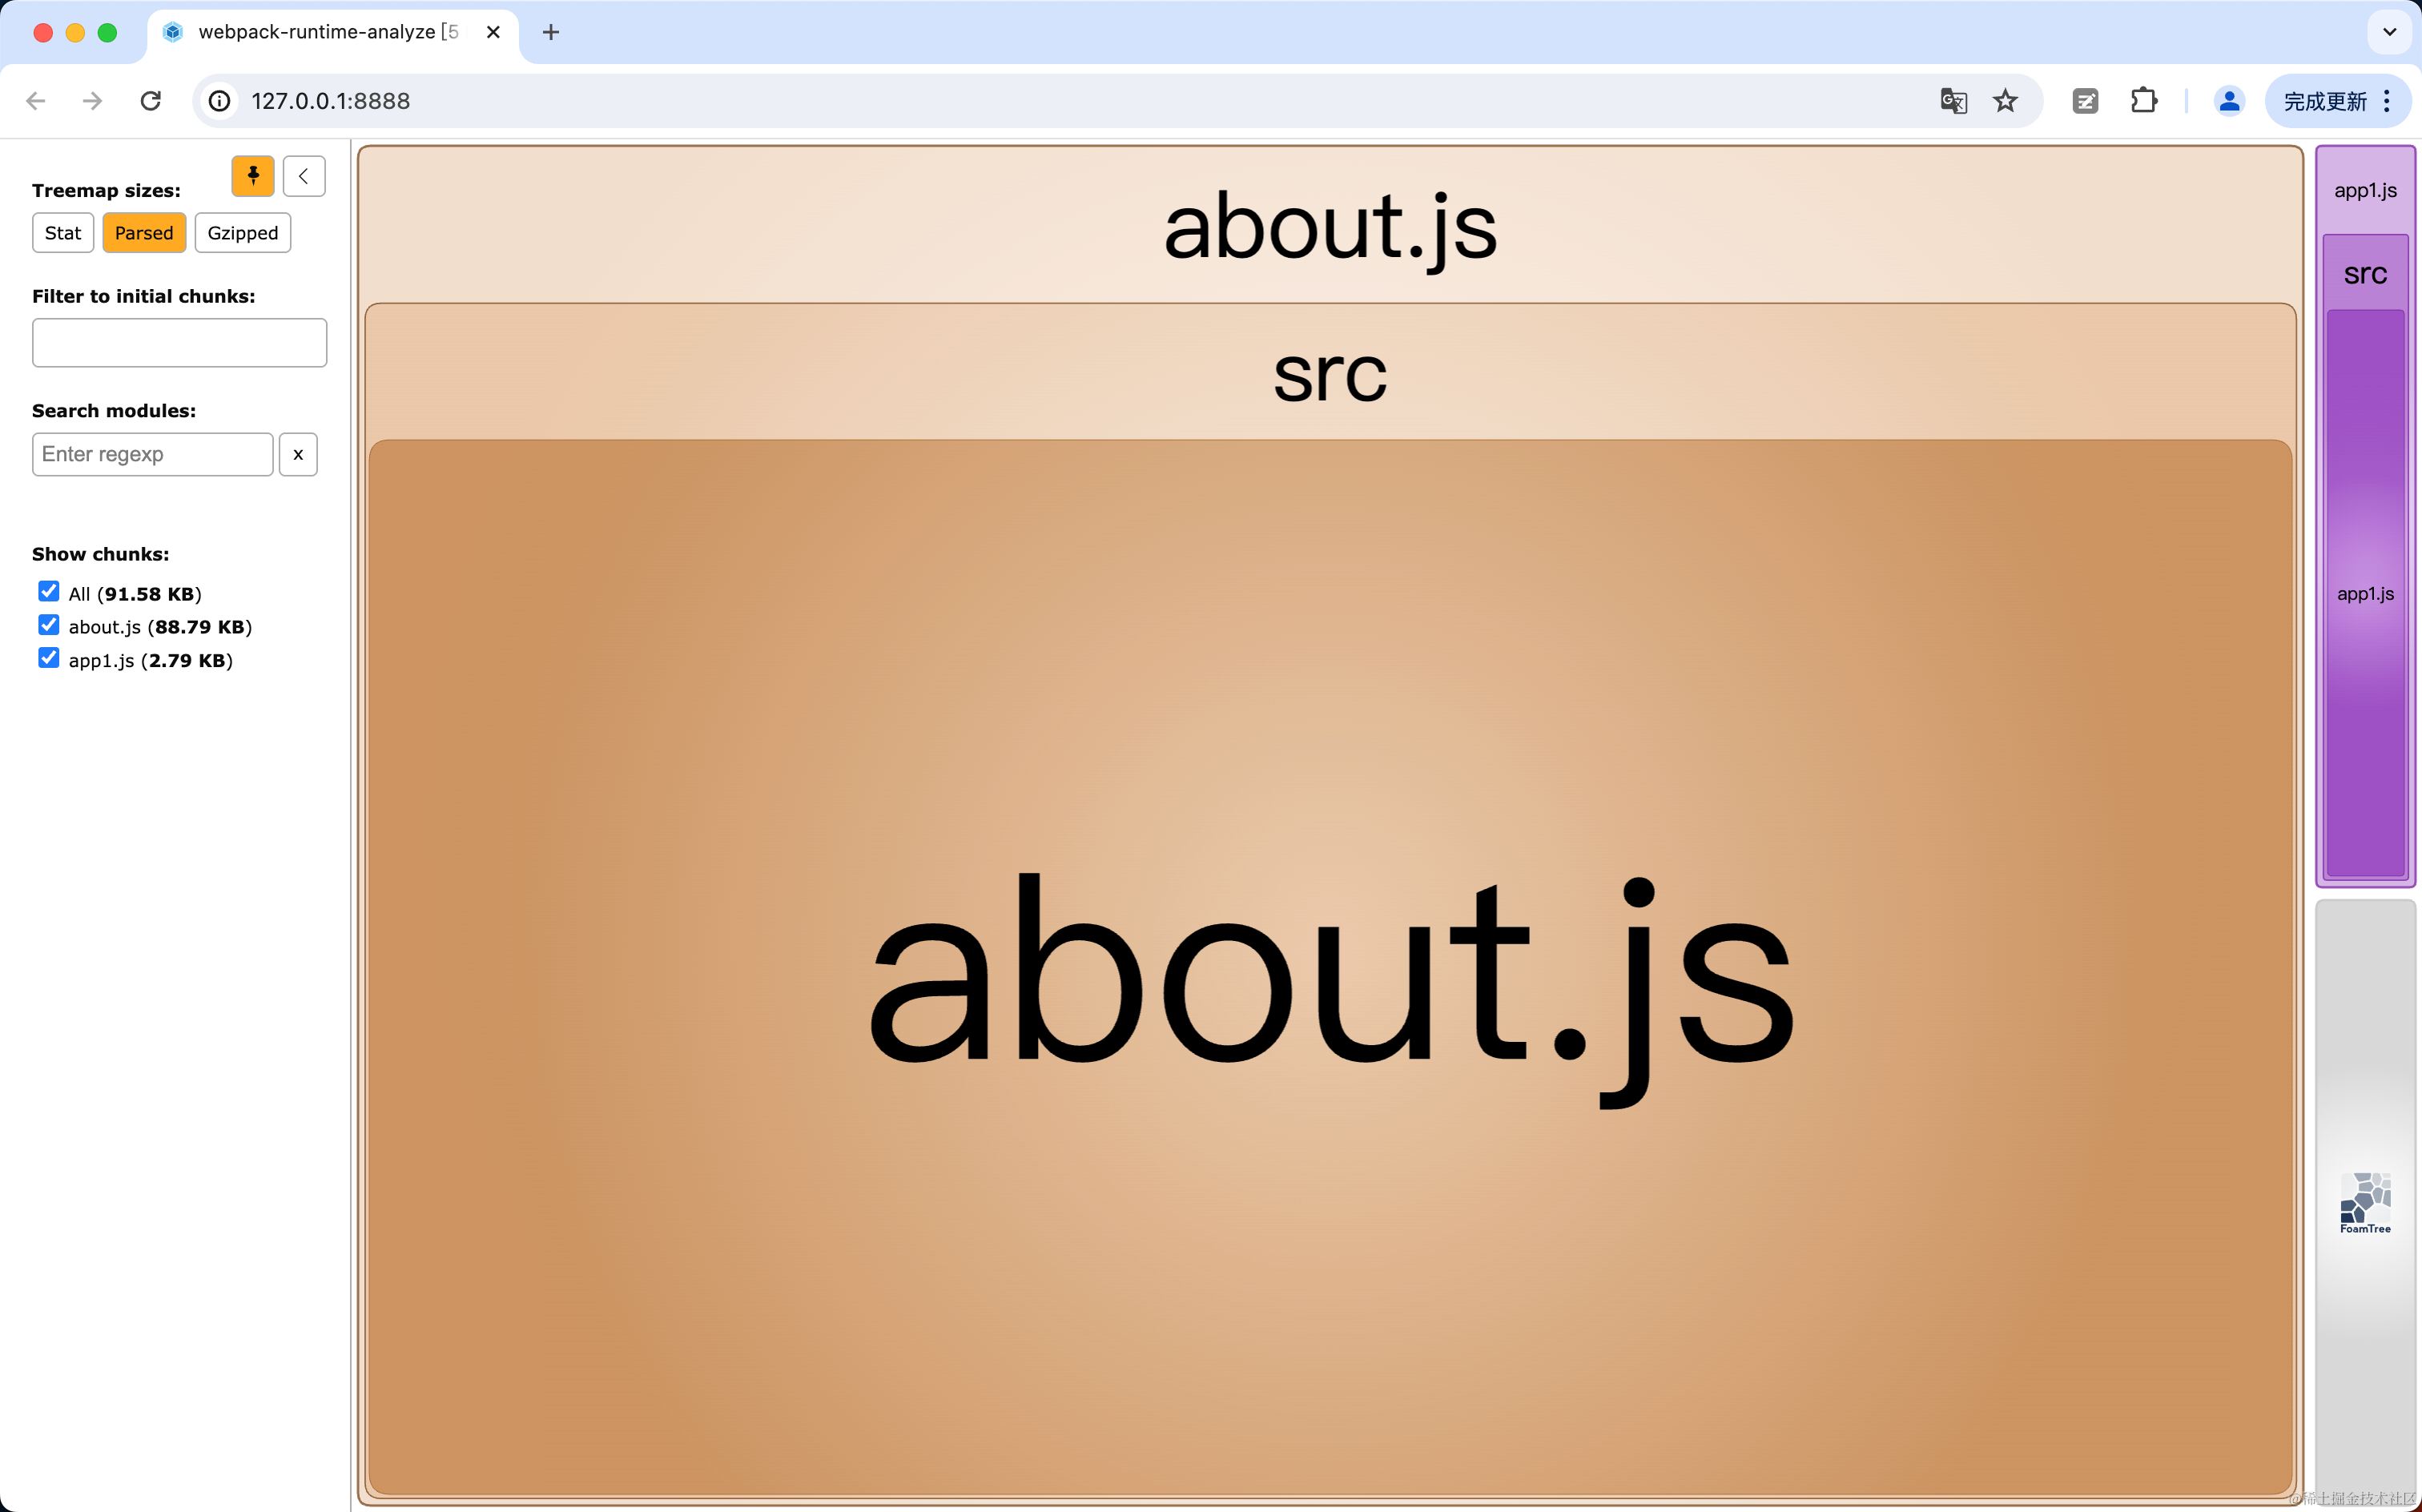 webpack-runtime-analyze [5
127.0.0.1:8888
完成更新
Treemap sizes:
Stat
Parsed
Gzipped
Filter to initial chunks:
Search modules:
Enter regexp
x
Show chunks:
All (91.58 KB)
about.js (88.79 KB)
app1.js (2.79 KB)
about.js
src
about.js
app1.js
src
app1.js
FoamTree
@稀土掘金技术社区